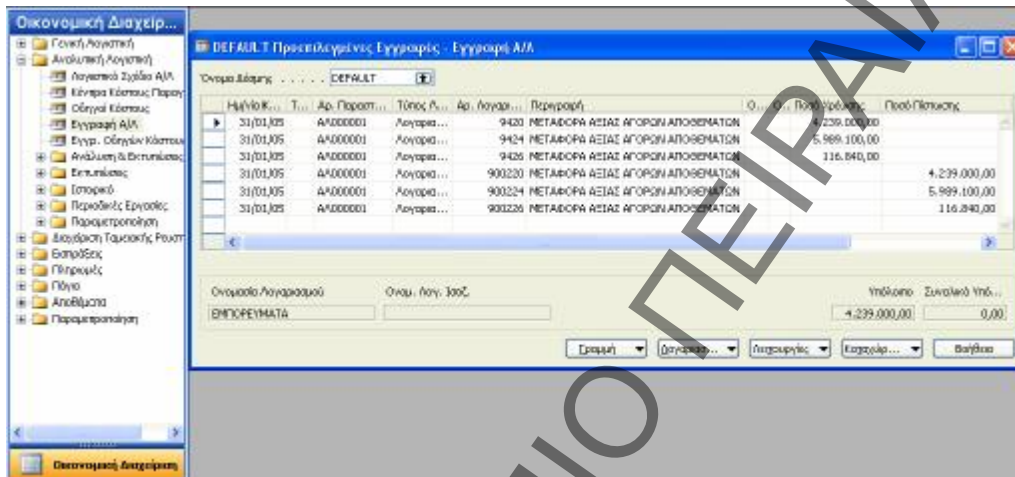 Οικονομική Διαχείρ...
Γενική Λογιστική
Αναλυτική Λογιστική
Λογιστικό Σχέδιο Α/Λ
Κέντρα Κόστους Παραγ
Οδηγοί Κόστους
Εγγραφή Α/Λ
Εγγρ. Οδηγών Κόστου
Ανάλυση & Εκτυπώσεις
Εκτυπώσεις
Ιστορικό
Περιοδικές Εργασίες
Παραμετροποίηση
Διαχείριση Ταμειακής Ρευστ
Εισπράξεις
Πληρωμές
Πάγια
Αποθέματα
Παραμετροποίηση
Οικονομική Διαχείριση
DEFAULT Προεπιλεγμένες Εγγραφές - Εγγραφή Α/Λ
Όνομα Δέσμης . . . . . DEFAULT
Ημ/νία Κ... Τ... Αρ. Παραστ... Τύπος Λ... Αρ. Λογαρ... Περιγραφή Ο... Ο... Ποσό Χρέωσης Ποσό Πίστωσης
31/01/05 ΑΛ000001 Λογαρια... 9420 ΜΕΤΑΦΟΡΑ ΑΞΙΑΣ ΑΓΟΡΩΝ ΑΠΟΘΕΜΑΤΩΝ 4.239.000,00
31/01/05 ΑΛ000001 Λογαρια... 9424 ΜΕΤΑΦΟΡΑ ΑΞΙΑΣ ΑΓΟΡΩΝ ΑΠΟΘΕΜΑΤΩΝ 5.989.100,00
31/01/05 ΑΛ000001 Λογαρια... 9426 ΜΕΤΑΦΟΡΑ ΑΞΙΑΣ ΑΓΟΡΩΝ ΑΠΟΘΕΜΑΤΩΝ 116.840,00
31/01/05 ΑΛ000001 Λογαρια... 900220 ΜΕΤΑΦΟΡΑ ΑΞΙΑΣ ΑΓΟΡΩΝ ΑΠΟΘΕΜΑΤΩΝ 4.239.000,00
31/01/05 ΑΛ000001 Λογαρια... 900224 ΜΕΤΑΦΟΡΑ ΑΞΙΑΣ ΑΓΟΡΩΝ ΑΠΟΘΕΜΑΤΩΝ 5.989.100,00
31/01/05 ΑΛ000001 Λογαρια... 900226 ΜΕΤΑΦΟΡΑ ΑΞΙΑΣ ΑΓΟΡΩΝ ΑΠΟΘΕΜΑΤΩΝ 116.840,00
Ονομασία Λογαριασμού Ονομ. Λογ. Ισοζ. Υπόλοιπο Συνολικό Υπό...
ΕΜΠΟΡΕΥΜΑΤΑ 4.239.000,00 0,00
Γραμμή Λογαριασ... Λειτουργίες Καταχώρ... Βοήθεια
ΠΕΙΡΑΙ